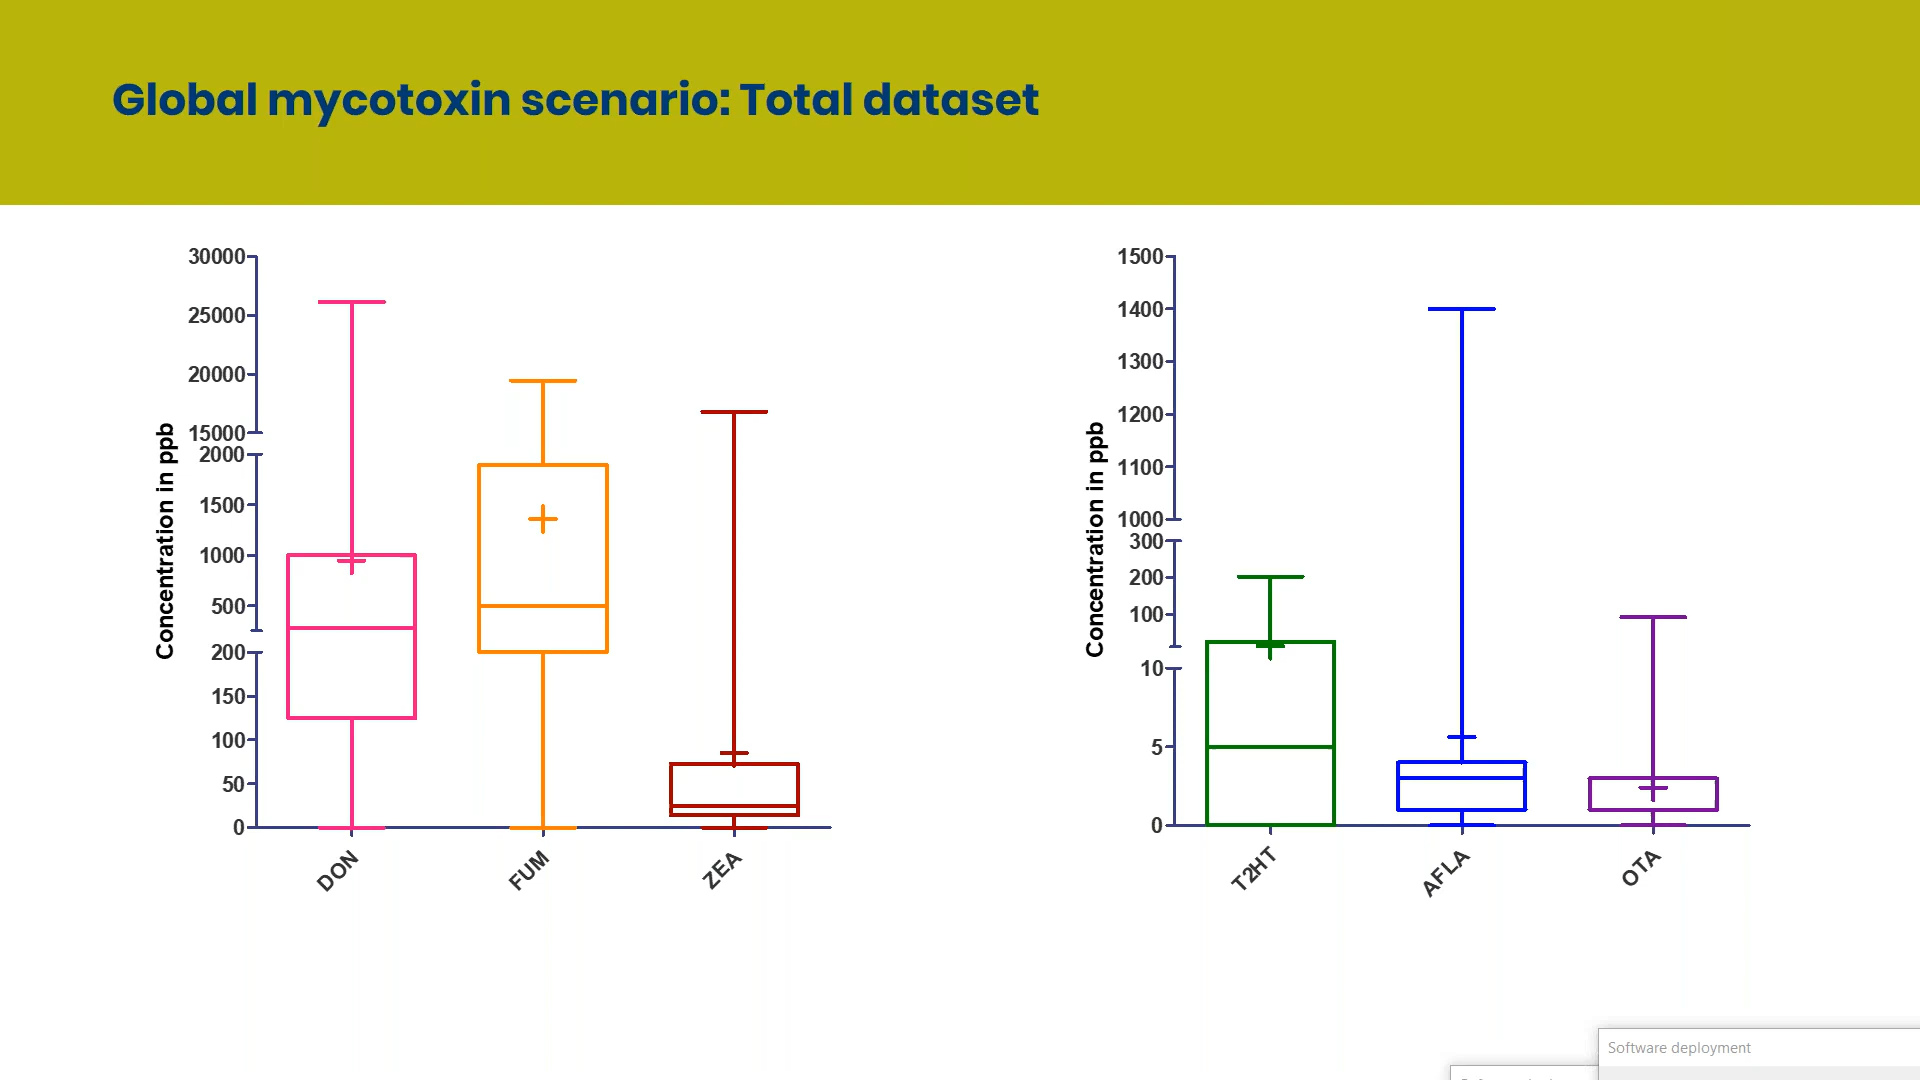 Global mycotoxin scenario: Total dataset
Concentration in ppb
30000
25000
20000
15000
2000
1500
1000
500
200
150
100
50
0
DON
FUM
ZEA
Concentration in ppb
1500
1400
1300
1200
1100
1000
300
200
100
10
5
0
T2HT
AFLA
OTA
Software deployment